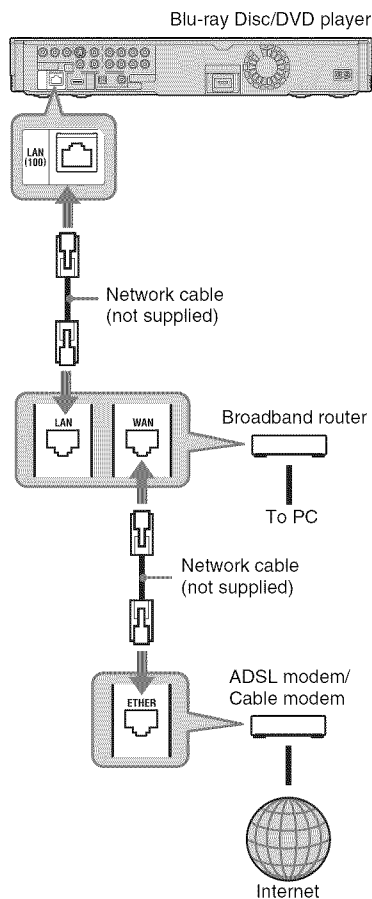 Blu-ray Disc/DVD player
LAN
(100)
Network cable
(not supplied)
LAN
WAN
Broadband router
To PC
Network cable
(not supplied)
ADSL modem/
Cable modem
ETHER
Internet